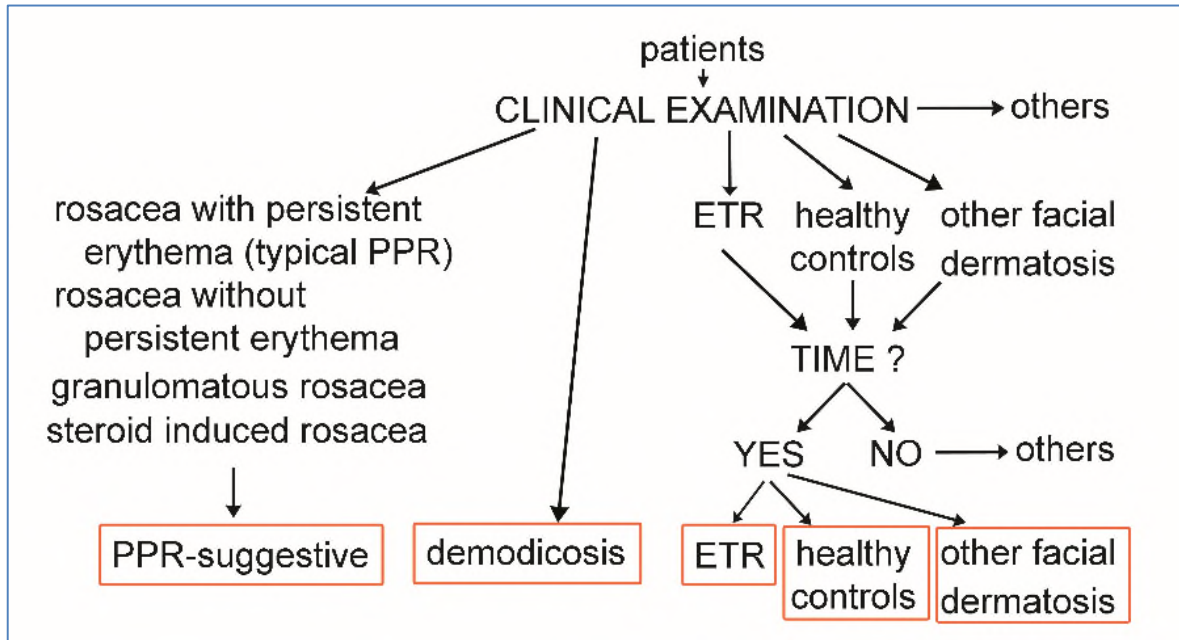 patients
CLINICAL EXAMINATION
others
rosacea with persistent
erythema (typical PPR)
rosacea without
persistent erythema
granulomatous rosacea
steroid induced rosacea
PPR-suggestive
demodicosis
ETR
healthy
controls
other facial
dermatosis
TIME ?
YES
NO
others
ETR
healthy
controls
other facial
dermatosis